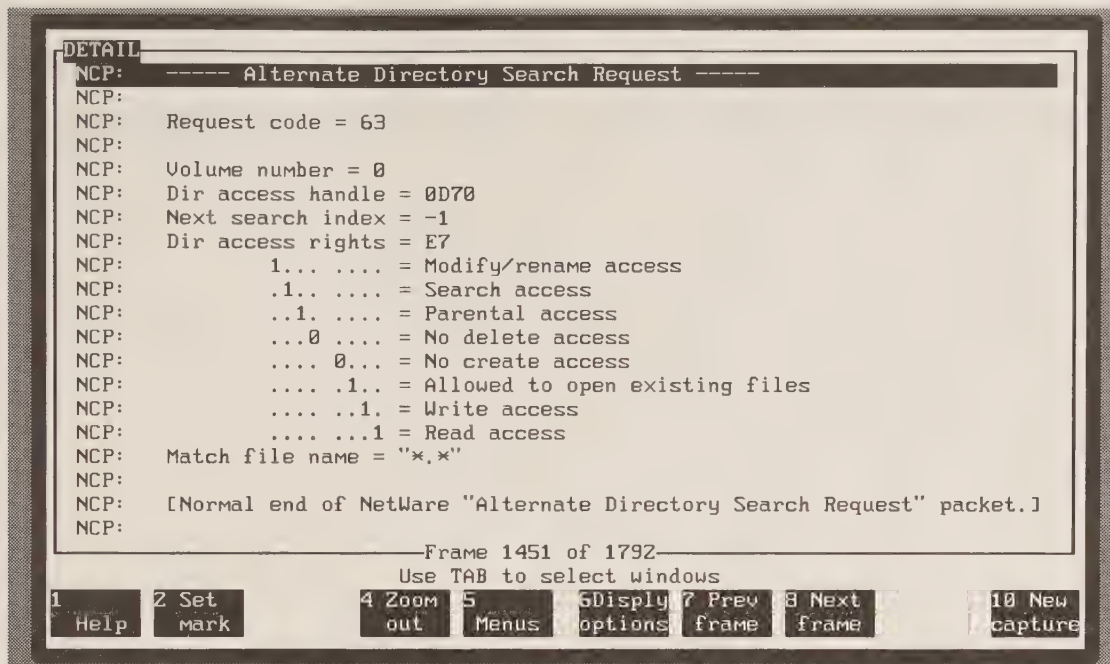 DETAIL
NCP: ----- Alternate Directory Search Request -----
NCP:
NCP: Request code = 63
NCP:
NCP: Volume number = 0
NCP: Dir access handle = 0D70
NCP: Next search index = -1
NCP: Dir access rights = E7
NCP: 1... .... = Modify/rename access
NCP: .1.. .... = Search access
NCP: ..1. .... = Parental access
NCP: ...0 .... = No delete access
NCP: .... 0... = No create access
NCP: .... .1.. = Allowed to open existing files
NCP: .... ..1. = Write access
NCP: .... ...1 = Read access
NCP: Match file name = "*.*"
NCP:
NCP: [Normal end of NetWare "Alternate Directory Search Request" packet.]
NCP:
Frame 1451 of 1792
Use TAB to select windows
1 2 Set 4 Zoom 5 6Disply 7 Prev 8 Next 10 New
Help mark out Menus options frame frame capture